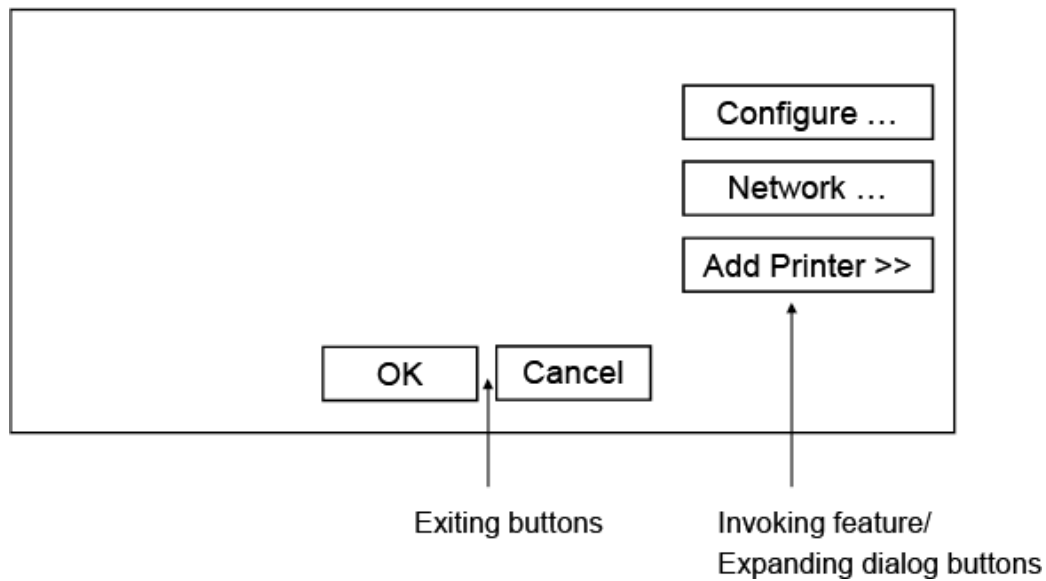 Configure ...
Network ...
Add Printer >>
OK
Cancel
Exiting buttons
Invoking feature/
Expanding dialog buttons